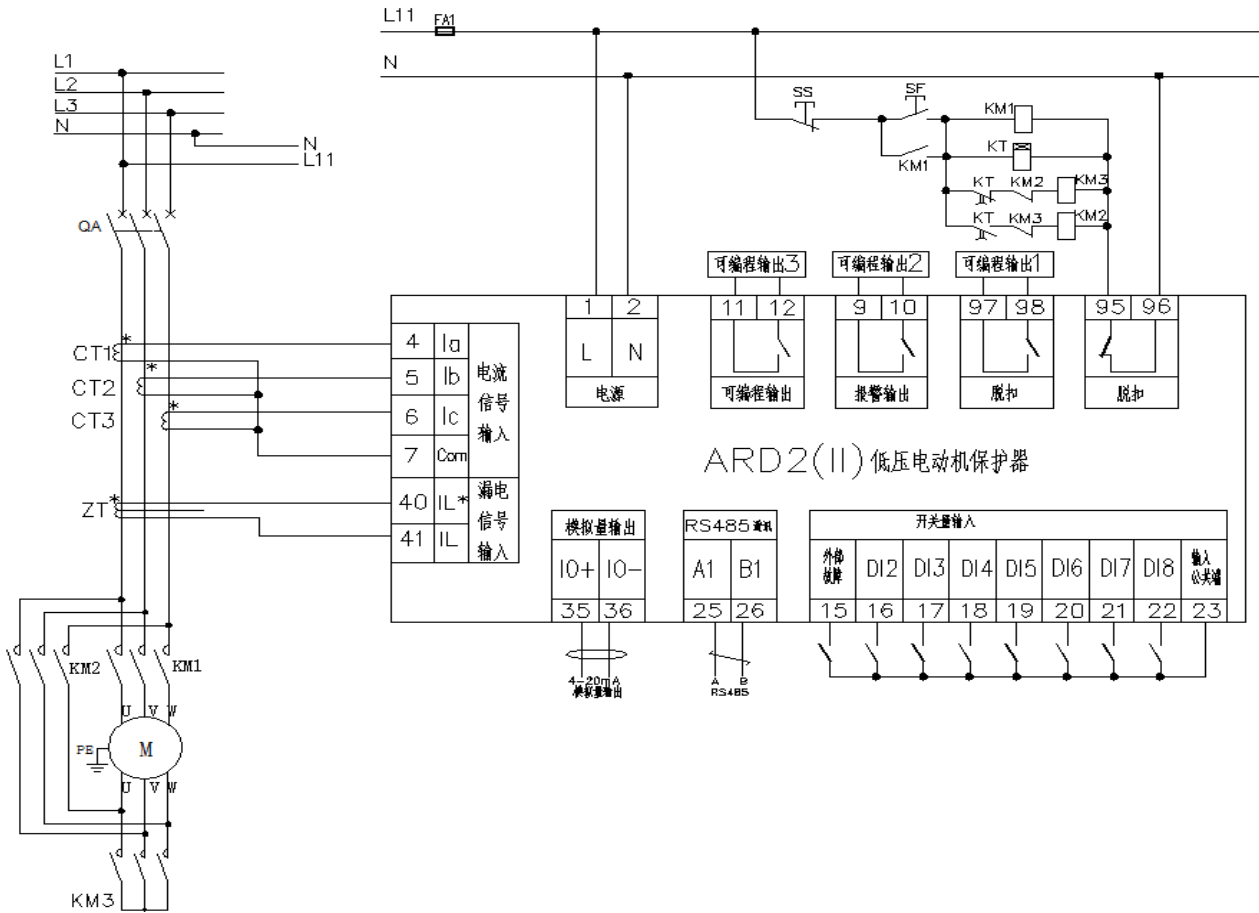 L11
FA1
N
L1
L2
L3
N
N
L11
SS
SF
KM1
KM1
KT
KT
KM2
KM3
KT
KM3
KM2
QA
可编程输出3
可编程输出2
可编程输出1
1
2
11
12
9
10
97
98
95
96
L
N
电源
可编程输出
报警输出
脱扣
脱扣
CT1
*
CT2
*
CT3
*
ZT
*
4
Ia
5
Ib
6
Ic
7
Com
电流
信号
输入
40
IL*
41
IL
漏电
信号
输入
ARD2(II)低压电动机保护器
模拟量输出
IO+
IO-
35
36
4-20mA
模拟量输出
RS485通讯
A1
B1
25
26
A
B
RS485
开关量输入
外部
故障
DI2
DI3
DI4
DI5
DI6
DI7
DI8
输入
公共端
15
16
17
18
19
20
21
22
23
KM2
KM1
U
V
W
PE
M
U
V
W
KM3